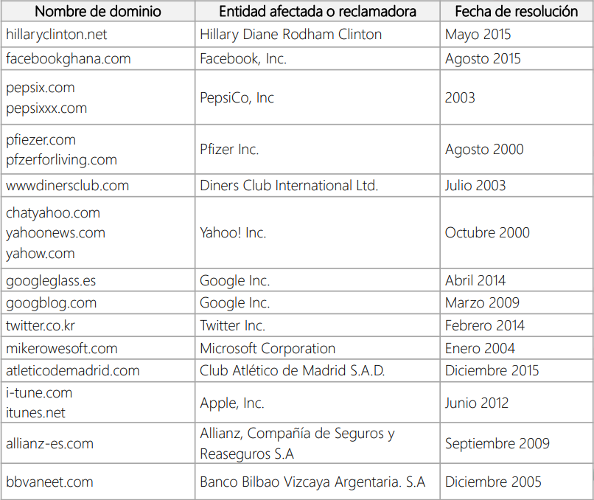 Nombre de dominio Entidad afectada o reclamadora Fecha de resolución
hillaryclinton.net Hillary Diane Rodham Clinton Mayo 2015
facebookghana.com Facebook, Inc. Agosto 2015
pepsix.com
pepsixxx.com
PepsiCo, Inc 2003
pfiezer.com
pfzerforliving.com
Pfizer Inc. Agosto 2000
wwwdinersclub.com Diners Club International Ltd. Julio 2003
chatyahoo.com
yahoonews.com
yahow.com
Yahoo! Inc. Octubre 2000
googleglass.es Google Inc. Abril 2014
googblog.com Google Inc. Marzo 2009
twitter.co.kr Twitter Inc. Febrero 2014
mikerowesoft.com Microsoft Corporation Enero 2004
atleticodemadrid.com Club Atlético de Madrid S.A.D. Diciembre 2015
i-tune.com
itunes.net
Apple, Inc. Junio 2012
allianz-es.com
Allianz, Compañía de Seguros y
Reaseguros S.A
Septiembre 2009
bbvaneet.com Banco Bilbao Vizcaya Argentaria. S.A Diciembre 2005